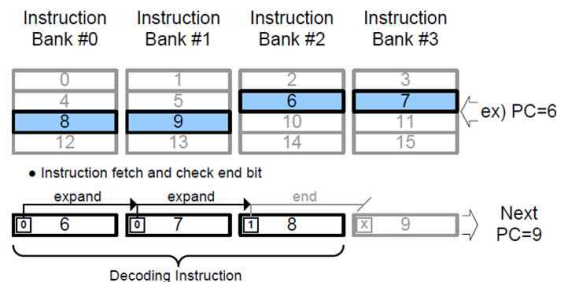 Instruction Bank #0 Instruction Bank #1 Instruction Bank #2 Instruction Bank #3
0 1 2 3
4 5 6 7
8 9 10 11
12 13 14 15
ex) PC=6
• Instruction fetch and check end bit
expand expand end
0 6 0 7 1 8 X 9
Next
PC=9
Decoding Instruction